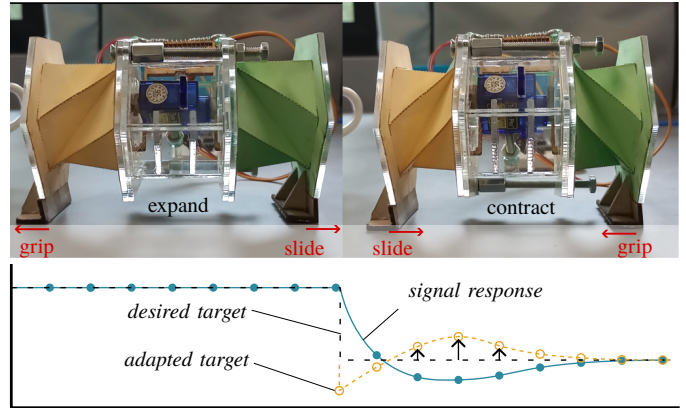 expand
contract
grip
slide
slide
grip
signal response
desired target
adapted target